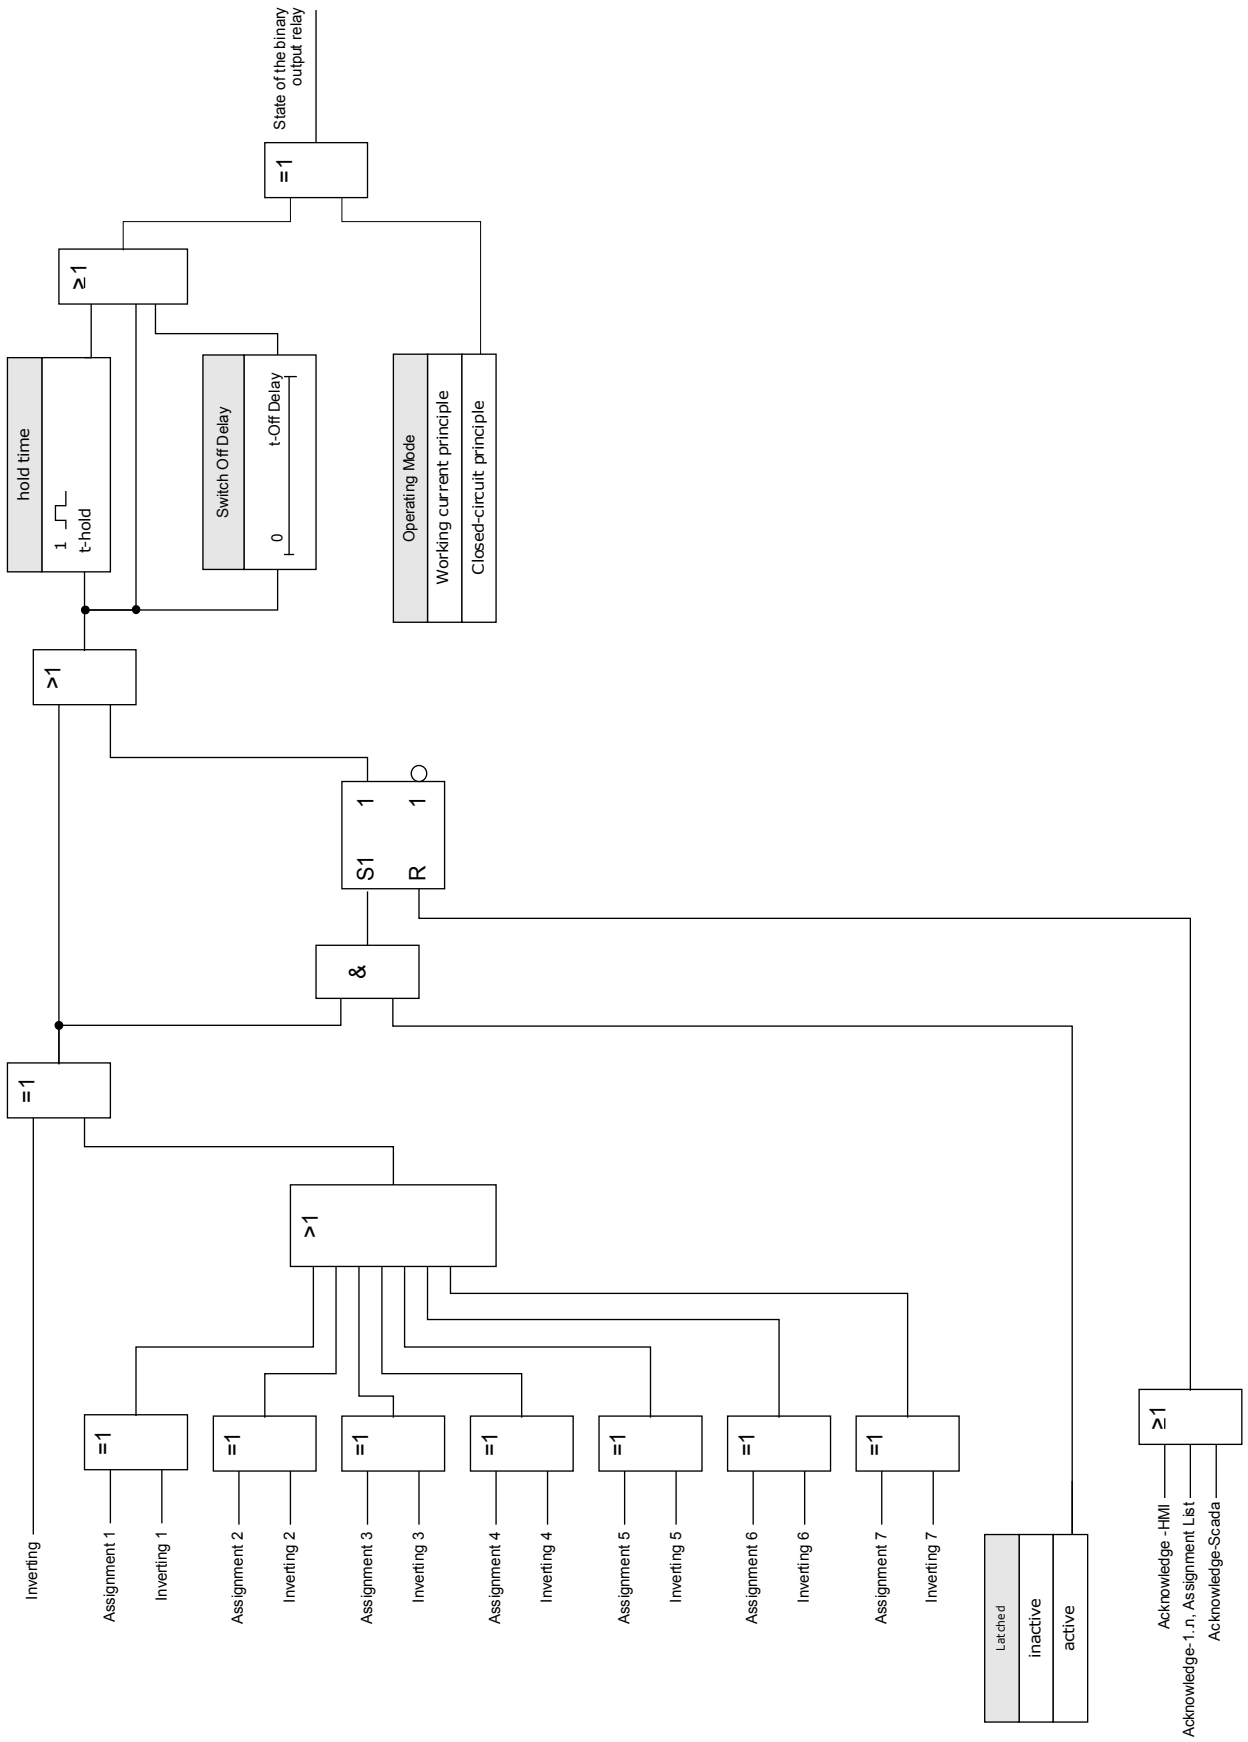 Inverting
Assignment 1
Inverting 1
Assignment 2
Inverting 2
Assignment 3
Inverting 3
Assignment 4
Inverting 4
Assignment 5
Inverting 5
Assignment 6
Inverting 6
Assignment 7
Inverting 7
Latched
inactive
active
Acknowledge -HMI
Acknowledge-1..n, Assignment List
Acknowledge-Scada
=1
=1
=1
=1
=1
=1
=1
≥1
>1
=1
&
S1 1
R 1
>1
hold time
1
t-hold
Switch Off Delay
0 t-Off Delay
Operating Mode
Working current principle
Closed-circuit principle
≥1
=1
State of the binary
output relay